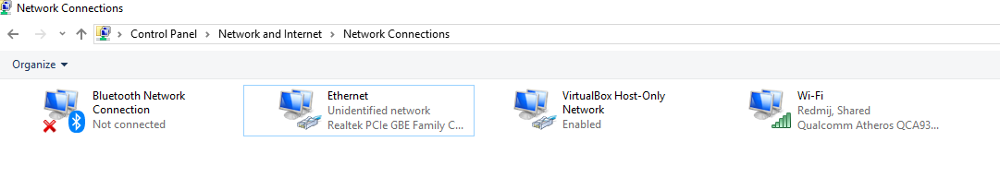 Network Connections
Control Panel > Network and Internet > Network Connections
Organize
Bluetooth Network
Connection
Not connected
Ethernet
Unidentified network
Realtek PCIe GBE Family C...
VirtualBox Host-Only
Network
Enabled
Wi-Fi
Redmij, Shared
Qualcomm Atheros QCA93...